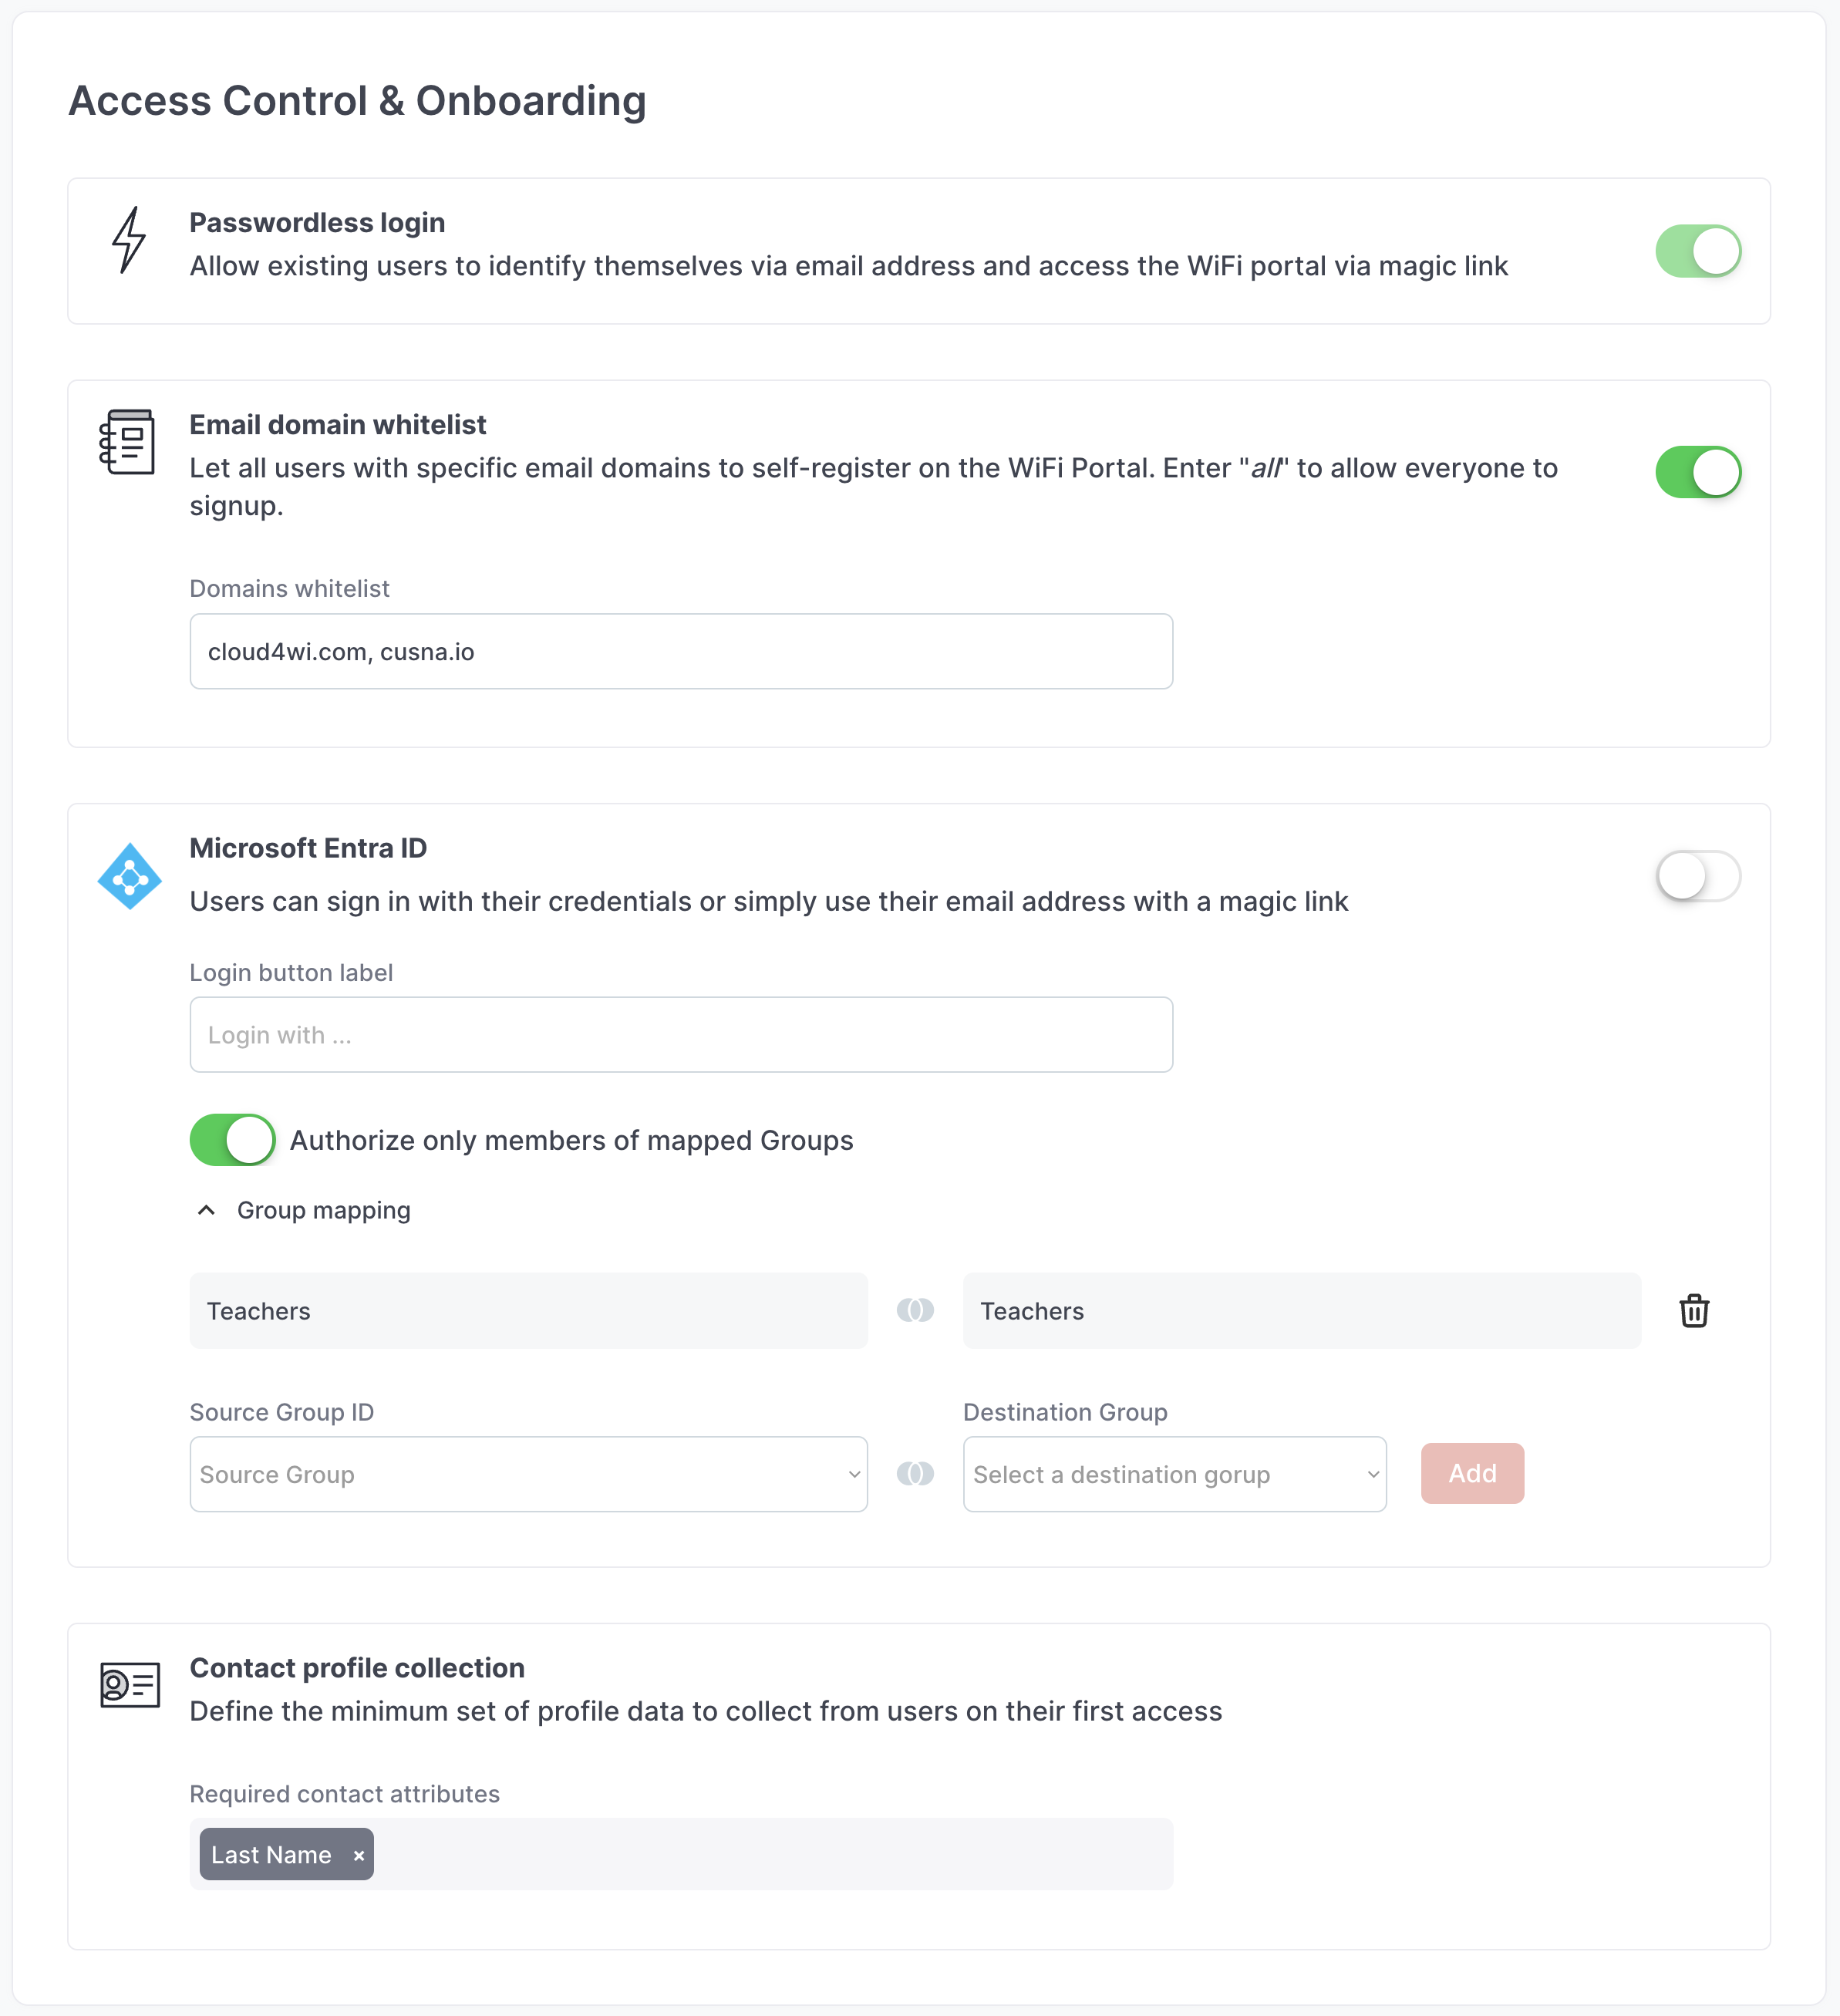 Access Control & Onboarding
Passwordless login
Allow existing users to identify themselves via email address and access the WiFi portal via magic link
Email domain whitelist
Let all users with specific email domains to self-register on the WiFi Portal. Enter "all" to allow everyone to
signup.
Domains whitelist
cloud4wi.com, cusna.io
Microsoft Entra ID
Users can sign in with their credentials or simply use their email address with a magic link
Login button label
Login with ...
Authorize only members of mapped Groups
Group mapping
Teachers Teachers
Source Group ID Destination Group
Source Group Select a destination gorup Add
Contact profile collection
Define the minimum set of profile data to collect from users on their first access
Required contact attributes
Last Name ×